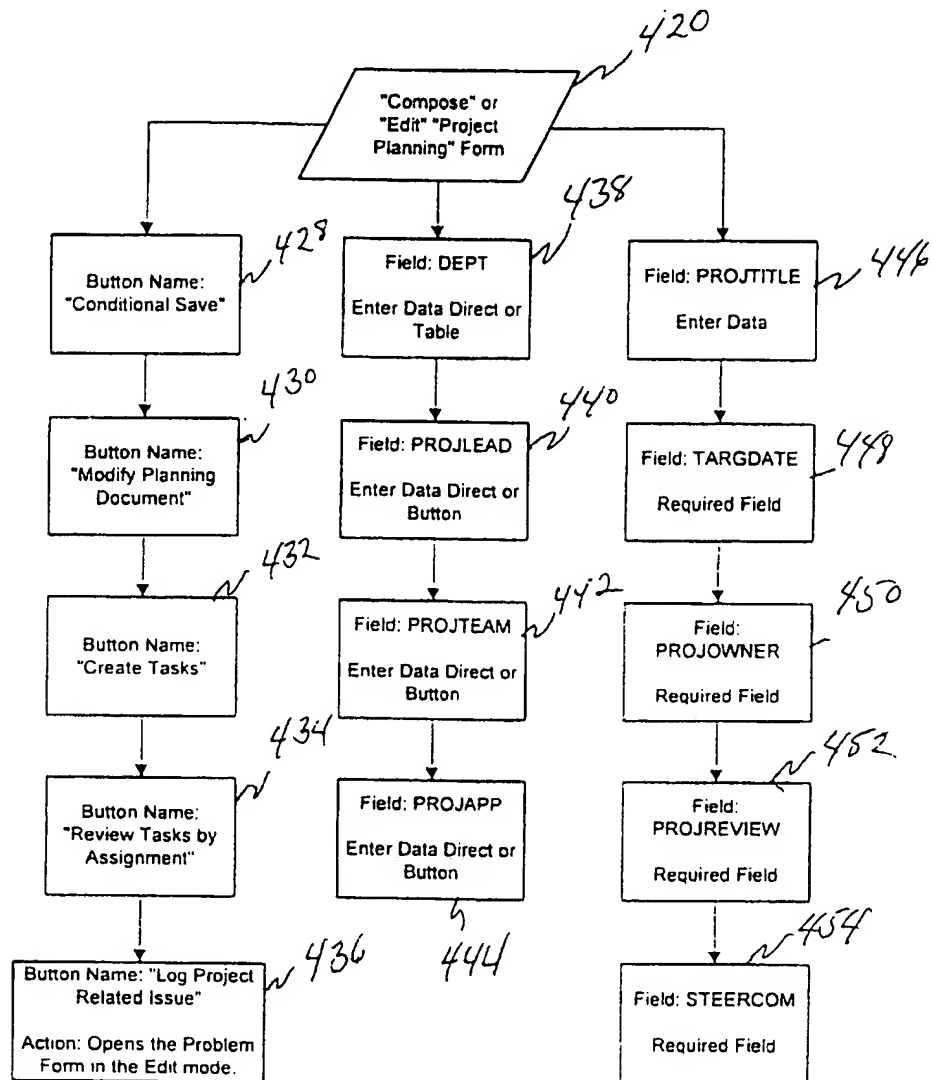 420
"Compose" or
"Edit" "Project
Planning" Form
428
Button Name:
"Conditional Save"
438
Field: DEPT
Enter Data Direct or
Table
446
Field: PROJTITLE
Enter Data
430
Button Name:
"Modify Planning
Document"
440
Field: PROJLEAD
Enter Data Direct or
Button
448
Field: TARGDATE
Required Field
432
Button Name:
"Create Tasks"
442
Field: PROJTEAM
Enter Data Direct or
Button
450
Field:
PROJOWNER
Required Field
434
Button Name:
"Review Tasks by
Assignment"
Field: PROJAPP
Enter Data Direct or
Button
444
452
Field:
PROJREVIEW
Required Field
436
Button Name: "Log Project
Related Issue"
Action: Opens the Problem
Form in the Edit mode.
454
Field: STEERCOM
Required Field